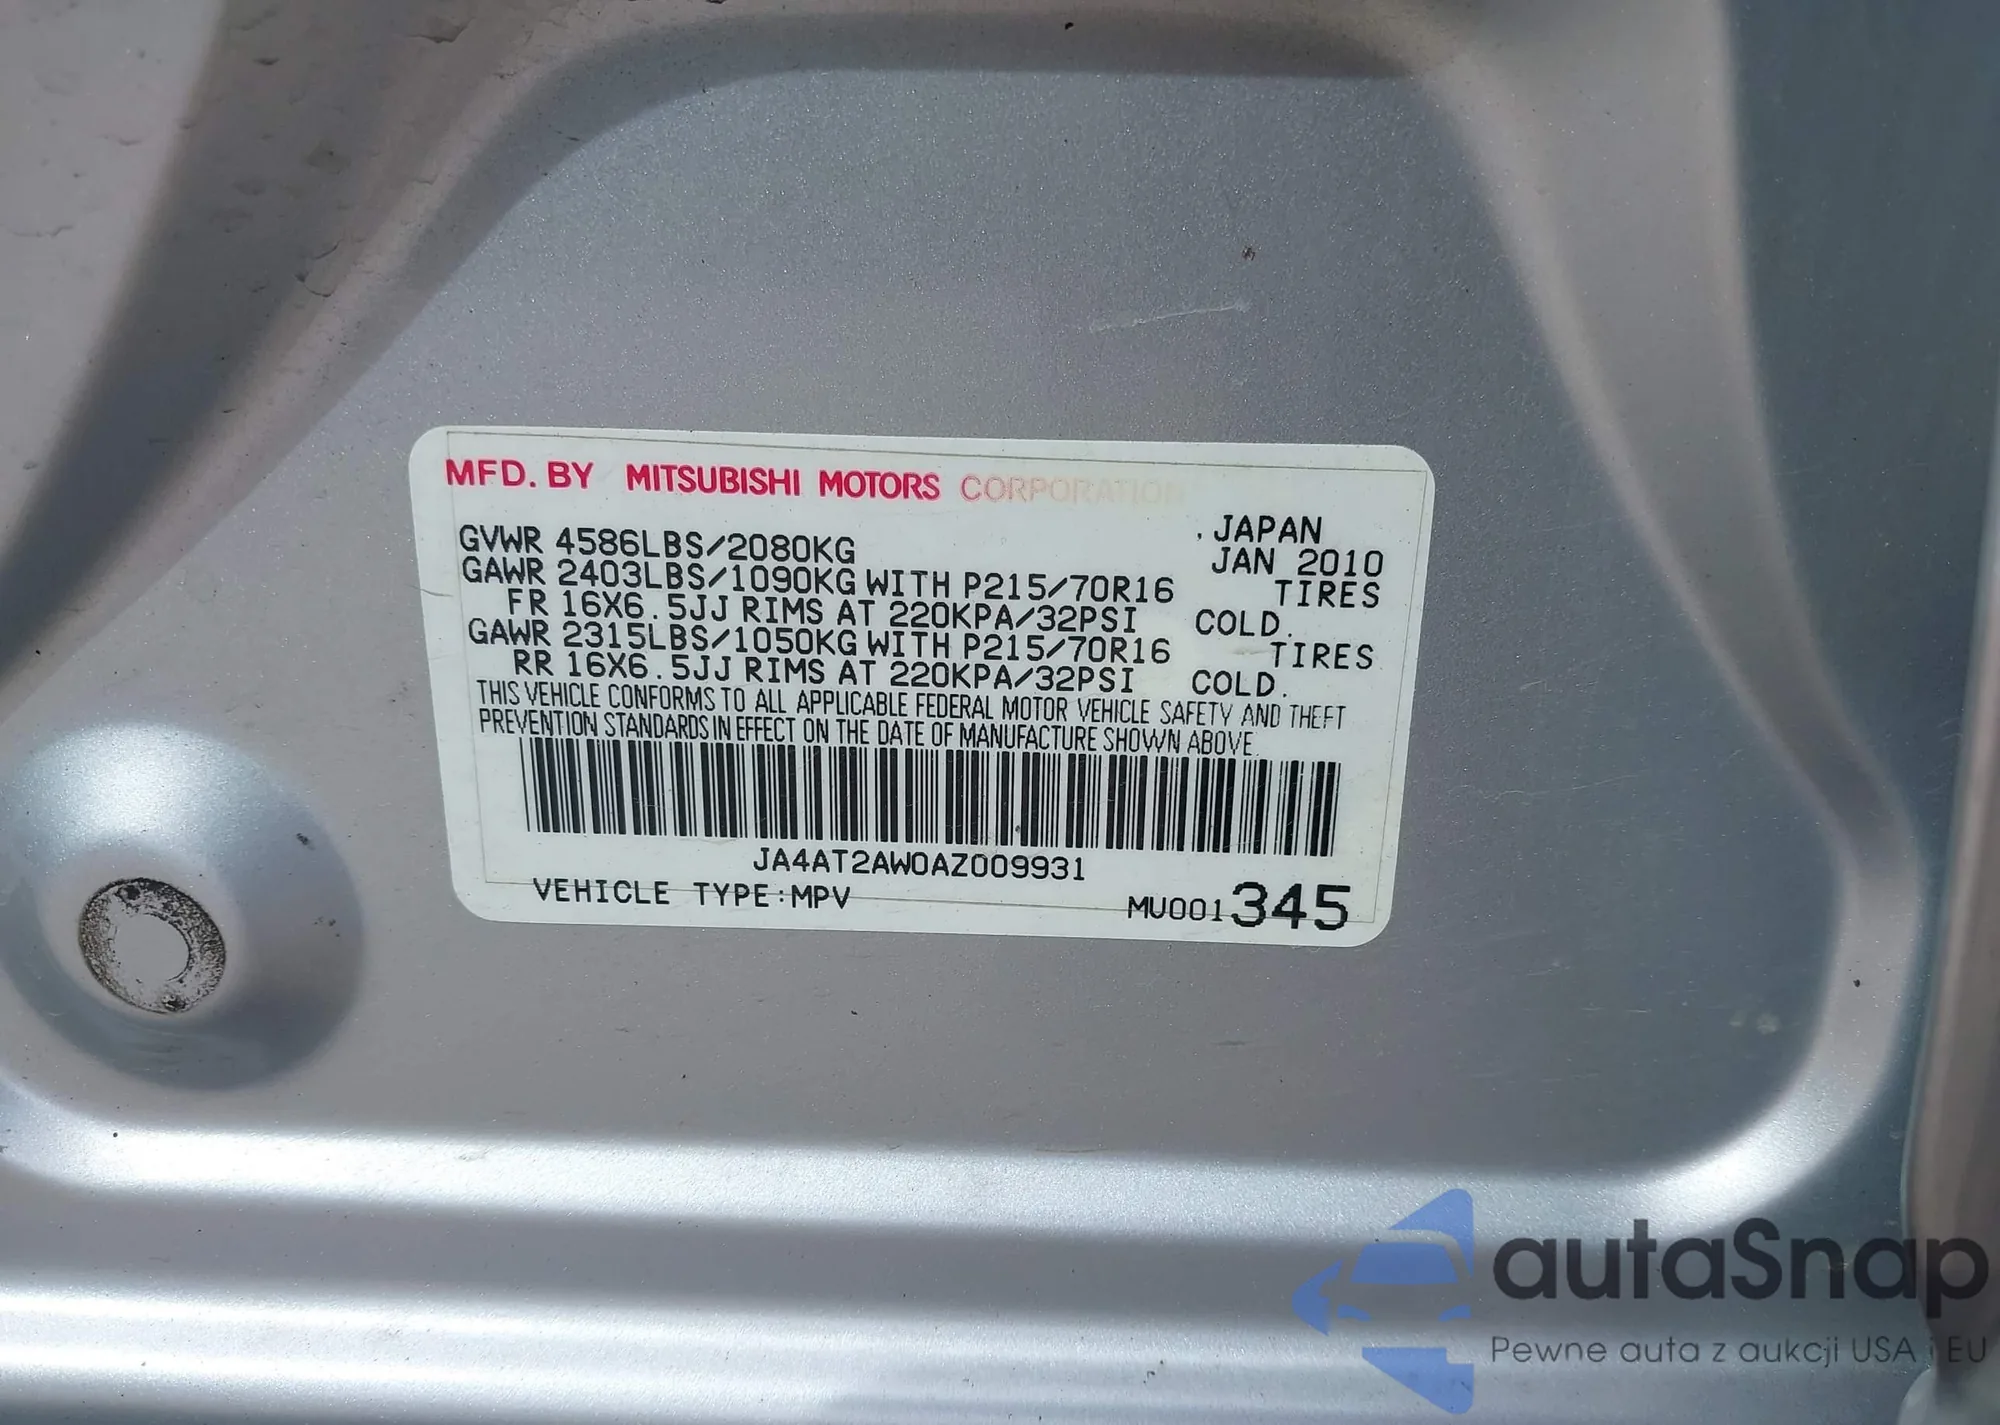 MFD. BY MITSUBISHI MOTORS CORPORATION
. JAPAN
GVWR 4586LBS/2080KG JAN 2010
GAWR 2403LBS/1090KG WITH P215/70R16 TIRES
FR 16X6.5JJ RIMS AT 220KPA/32PSI COLD.
GAWR 2315LBS/1050KG WITH P215/70R16 TIRES
RR 16X6.5JJ RIMS AT 220KPA/32PSI COLD.
THIS VEHICLE CONFORMS TO ALL APPLICABLE FEDERAL MOTOR VEHICLE SAFETY AND THEFT
PREVENTION STANDARDS IN EFFECT ON THE DATE OF MANUFACTURE SHOWN ABOVE.
JA4AT2AW0AZ009931
VEHICLE TYPE:MPV MU001345
autaSnap
Pewne auta z aukcji USA i EU